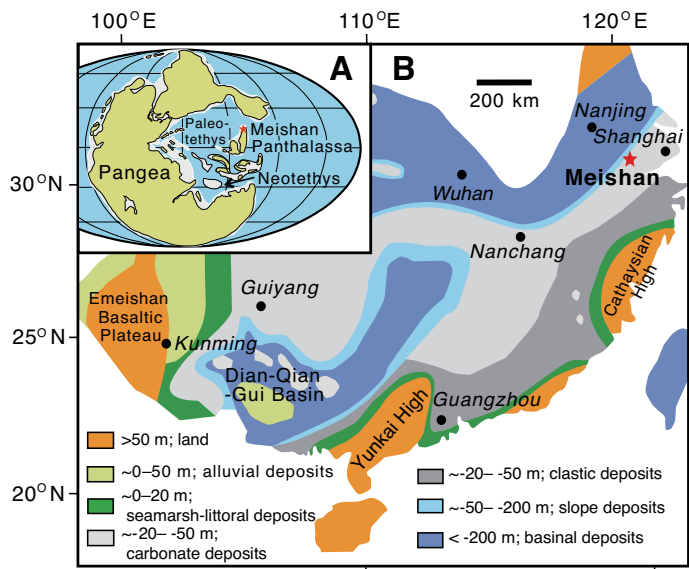 100°E
110°E
120°E
A
B
200 km
Nanjing
Shanghai
Paleo-
tethys
Meishan
Panthalassa
Meishan
Pangea
Neotethys
30°N
Wuhan
Nanchang
Cathaysian
High
Guiyang
Emeishan
Basaltic
Plateau
25°N
Kunming
Dian-Qian
-Gui Basin
Yunkai High
Guangzhou
>50 m; land
~0–50 m; alluvial deposits
~0–20 m;
seamarsh-littoral deposits
~-20– -50 m;
carbonate deposits
20°N
~-20– -50 m; clastic deposits
~-50– -200 m; slope deposits
< -200 m; basinal deposits